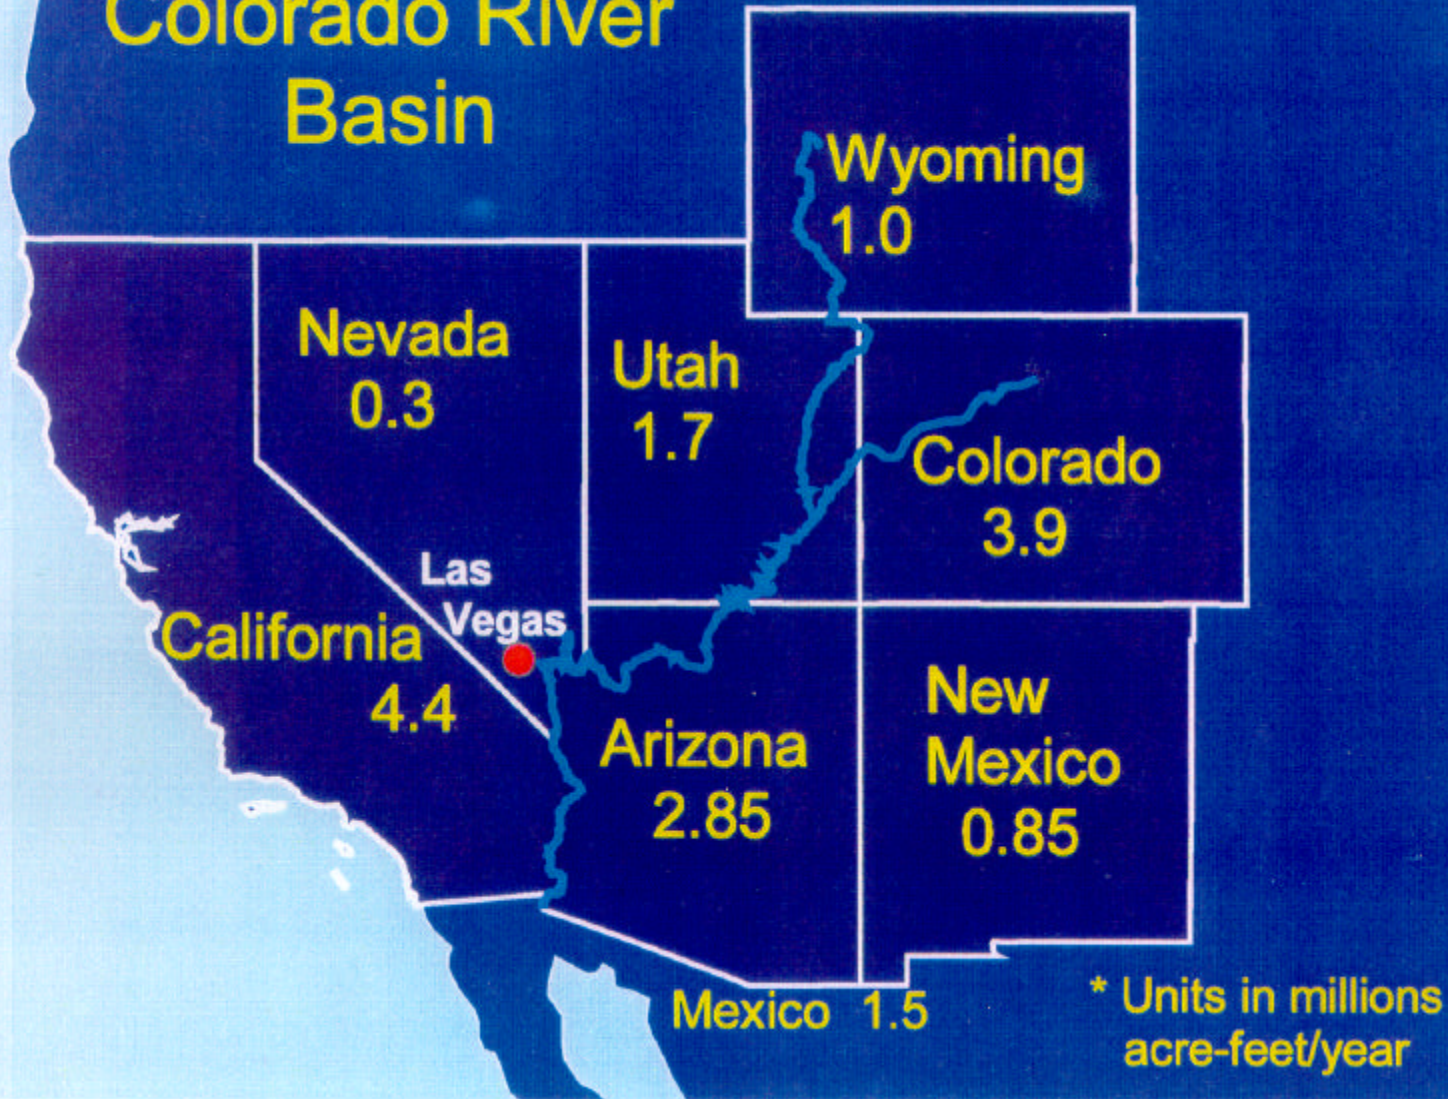 Colorado River
Basin
Wyoming
1.0
Nevada
0.3
Utah
1.7
Colorado
3.9
Las
Vegas
California
4.4
Arizona
2.85
New
Mexico
0.85
Mexico 1.5
* Units in millions
acre-feet/year